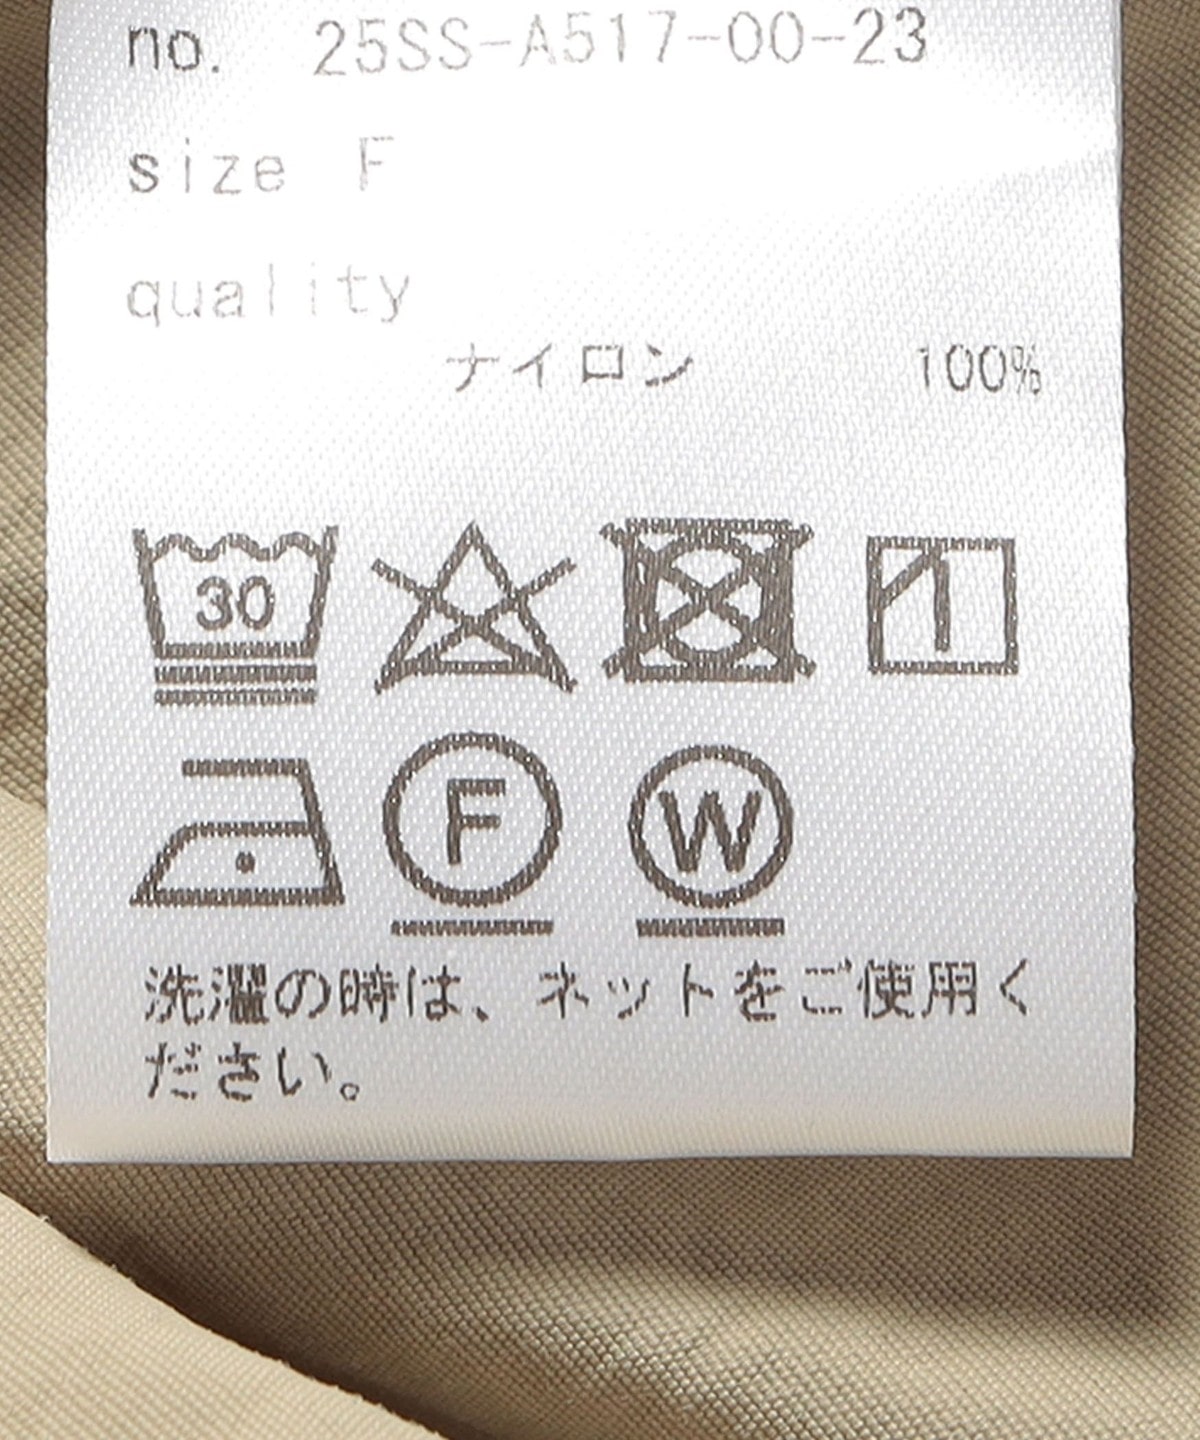 no. 25SS-A517-00-23
size F
quality
ナイロン 100%
30
F W
洗濯の時は、ネットをご使用く
ださい。